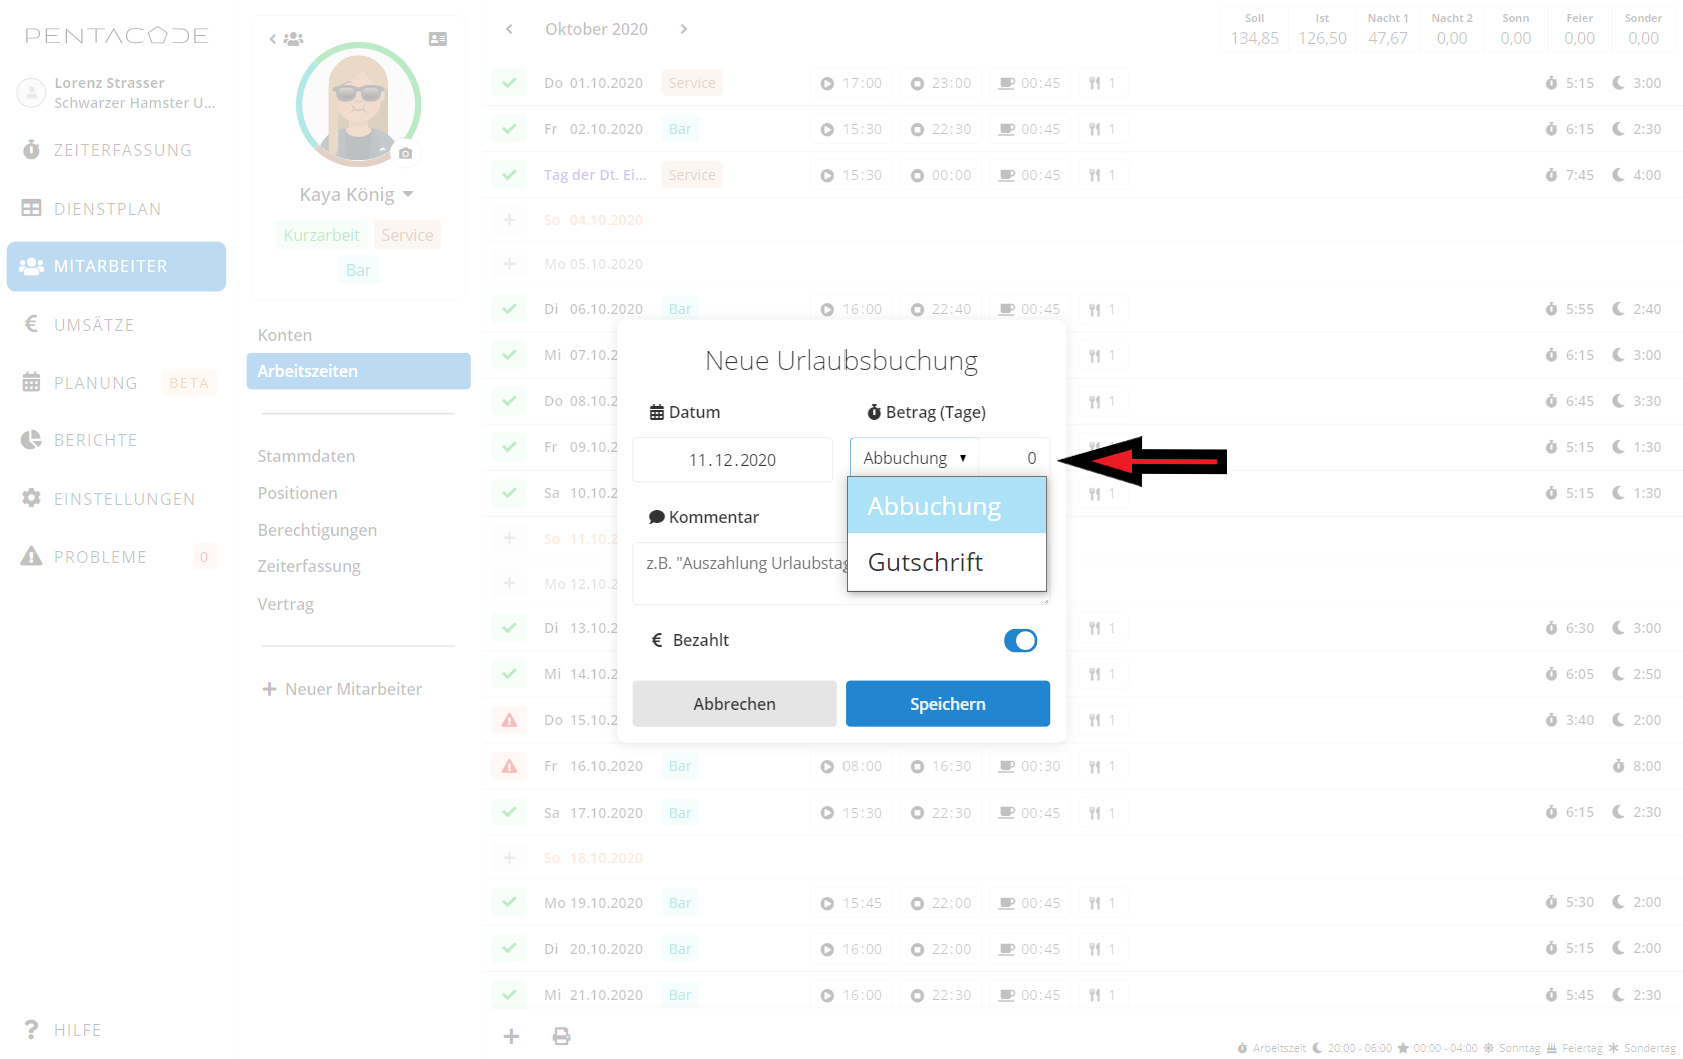 PENTACODE
Lorenz Strasser
Schwarzer Hamster U...
ZEITERFASSUNG
DIENSTPLAN
MITARBEITER
UMSÄTZE
PLANUNG BETA
BERICHTE
EINSTELLUNGEN
PROBLEME 0
HILFE
Kaya König
Kurzarbeit Service
Bar
Konten
Arbeitszeiten
Stammdaten
Positionen
Berechtigungen
Zeiterfassung
Vertrag
Neuer Mitarbeiter
Oktober 2020
Soll Ist Nacht 1 Nacht 2 Sonn Feier Sonder
134,85 126,50 47,67 0,00 0,00 0,00 0,00
Do 01.10.2020 Service 17:00 23:00 00:45 1 5:15 3:00
Fr 02.10.2020 Bar 15:30 22:30 00:45 1 6:15 2:30
Tag der Dt. Ei... Service 15:30 00:00 00:45 1 7:45 4:00
So 04.10.2020
Mo 05.10.2020
Di 06.10.2020 Bar 16:00 22:40 00:45 1 5:55 2:40
Mi 07.10.2 1 6:15 3:00
Do 08.10.2 1 6:45 3:30
Fr 09.10.2 5:15 1:30
Sa 10.10.2 1 5:15 1:30
So 11.10.2
Mo 12.10.2
Di 13.10.2 1 6:30 3:00
Mi 14.10.2 1 6:05 2:50
Do 15.10.2 1 3:40 2:00
Fr 16.10.2020 Bar 08:00 16:30 00:30 1 8:00
Sa 17.10.2020 Bar 15:30 22:30 00:45 1 6:15 2:30
So 18.10.2020
Mo 19.10.2020 Bar 15:45 22:00 00:45 1 5:30 2:00
Di 20.10.2020 Bar 16:00 22:00 00:45 1 5:15 2:00
Mi 21.10.2020 Bar 16:00 22:30 00:45 1 5:45 2:30
Neue Urlaubsbuchung
Datum Betrag (Tage)
11.12.2020 Abbuchung 0
Abbuchung
Gutschrift
Kommentar
z.B. "Auszahlung Urlaubstag
Bezahlt
Abbrechen Speichern
Arbeitszeit 20:00 - 06:00 00:00 - 04:00 Sonntag Feiertag Sondertag